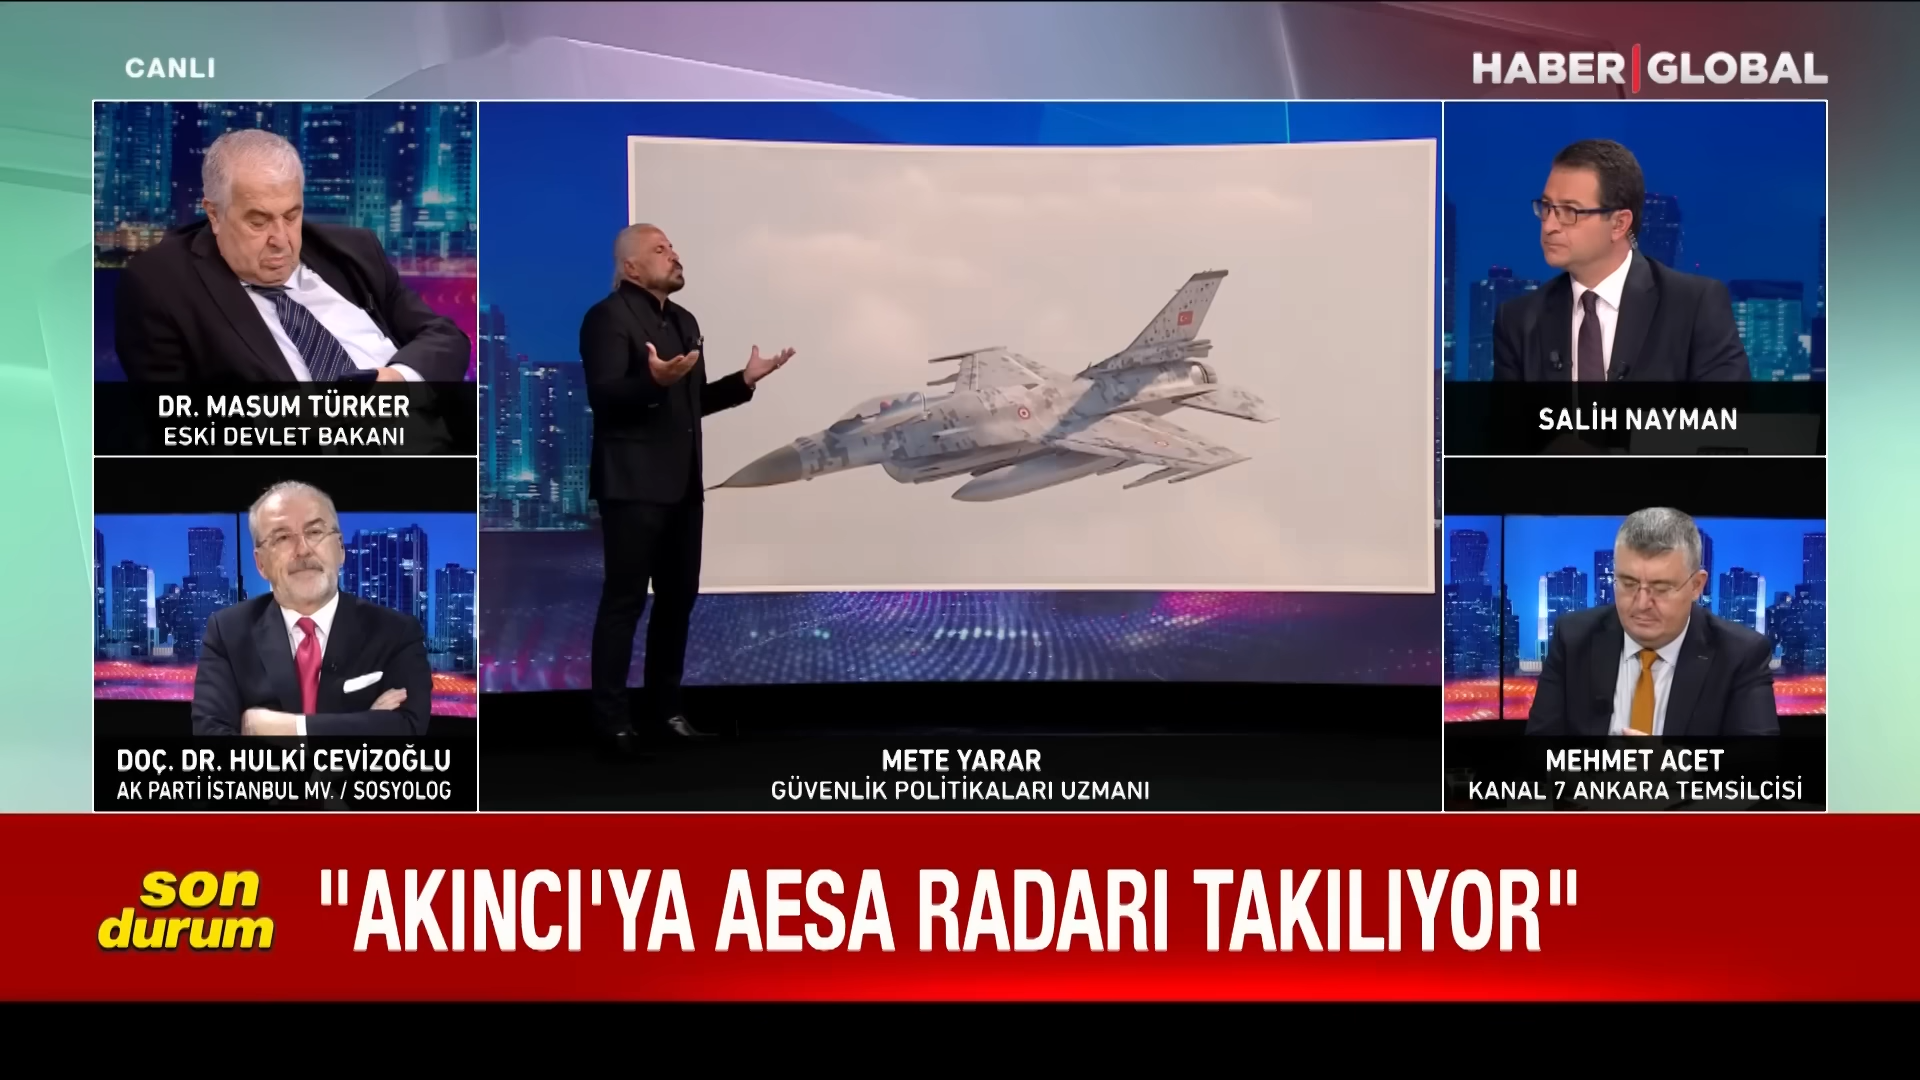 CANLI
HABER GLOBAL
DR. MASUM TÜRKER
ESKİ DEVLET BAKANI
SALİH NAYMAN
DOÇ. DR. HULKİ CEVİZOĞLU
AK PARTİ İSTANBUL MV. / SOSYOLOG
METE YARAR
GÜVENLİK POLİTİKALARI UZMANI
MEHMET ACET
KANAL 7 ANKARA TEMSİLCİSİ
son
durum
"AKINCI'YA AESA RADARI TAKILIYOR"